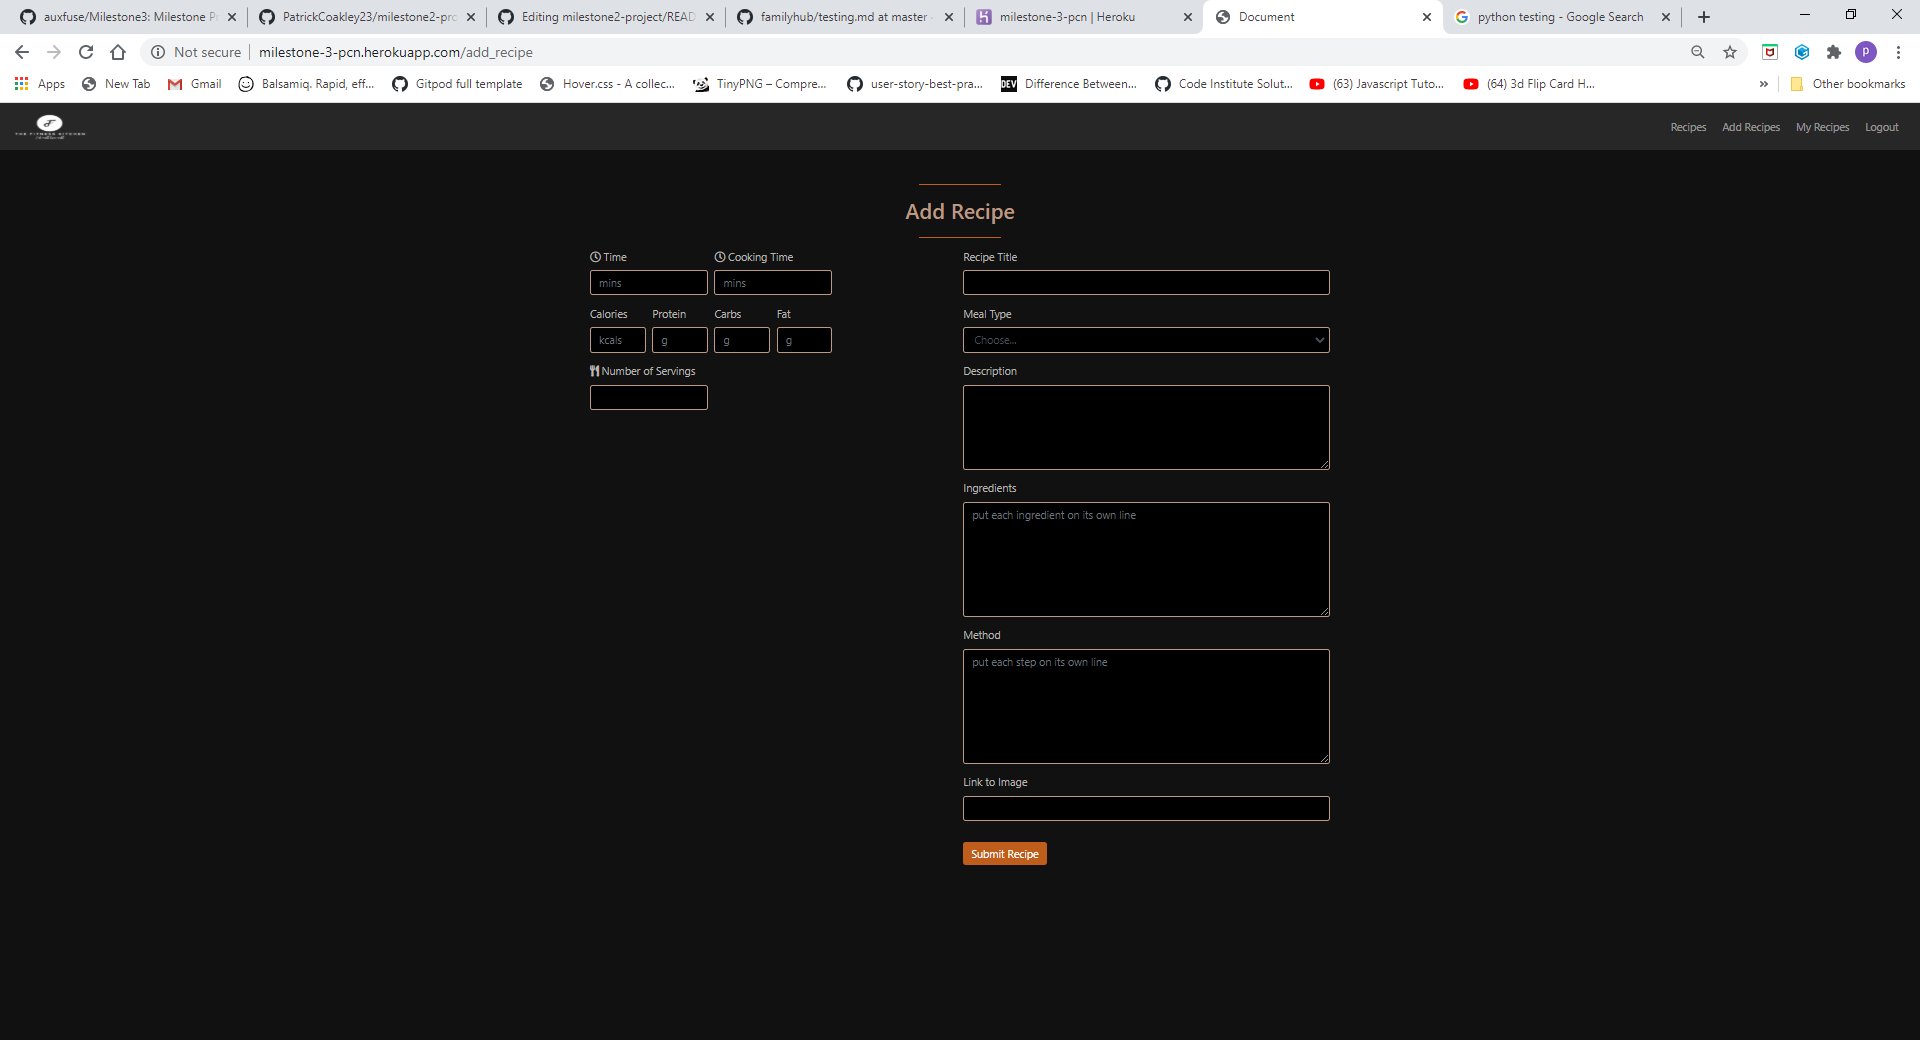 auxfuse/Milestone3: Milestone P
PatrickCoakley23/milestone2-pro
Editing milestone2-project/READ
familyhub/testing.md at master
milestone-3-pcn | Heroku
Document
python testing - Google Search
Not secure
milestone-3-pcn.herokuapp.com/add_recipe
P
Apps
New Tab
Gmail
Balsamiq. Rapid, eff...
Gitpod full template
Hover.css - A collec...
TinyPNG – Compre...
user-story-best-pra...
DEV
Difference Between...
Code Institute Solut...
(63) Javascript Tuto...
(64) 3d Flip Card H...
»
Other bookmarks
THE FITNESS KITCHEN
Recipes
Add Recipes
My Recipes
Logout
Add Recipe
Time
Cooking Time
mins
mins
Calories
Protein
Carbs
Fat
kcals
g
g
g
Number of Servings
Recipe Title
Meal Type
Choose...
Description
Ingredients
put each ingredient on its own line
Method
put each step on its own line
Link to Image
Submit Recipe